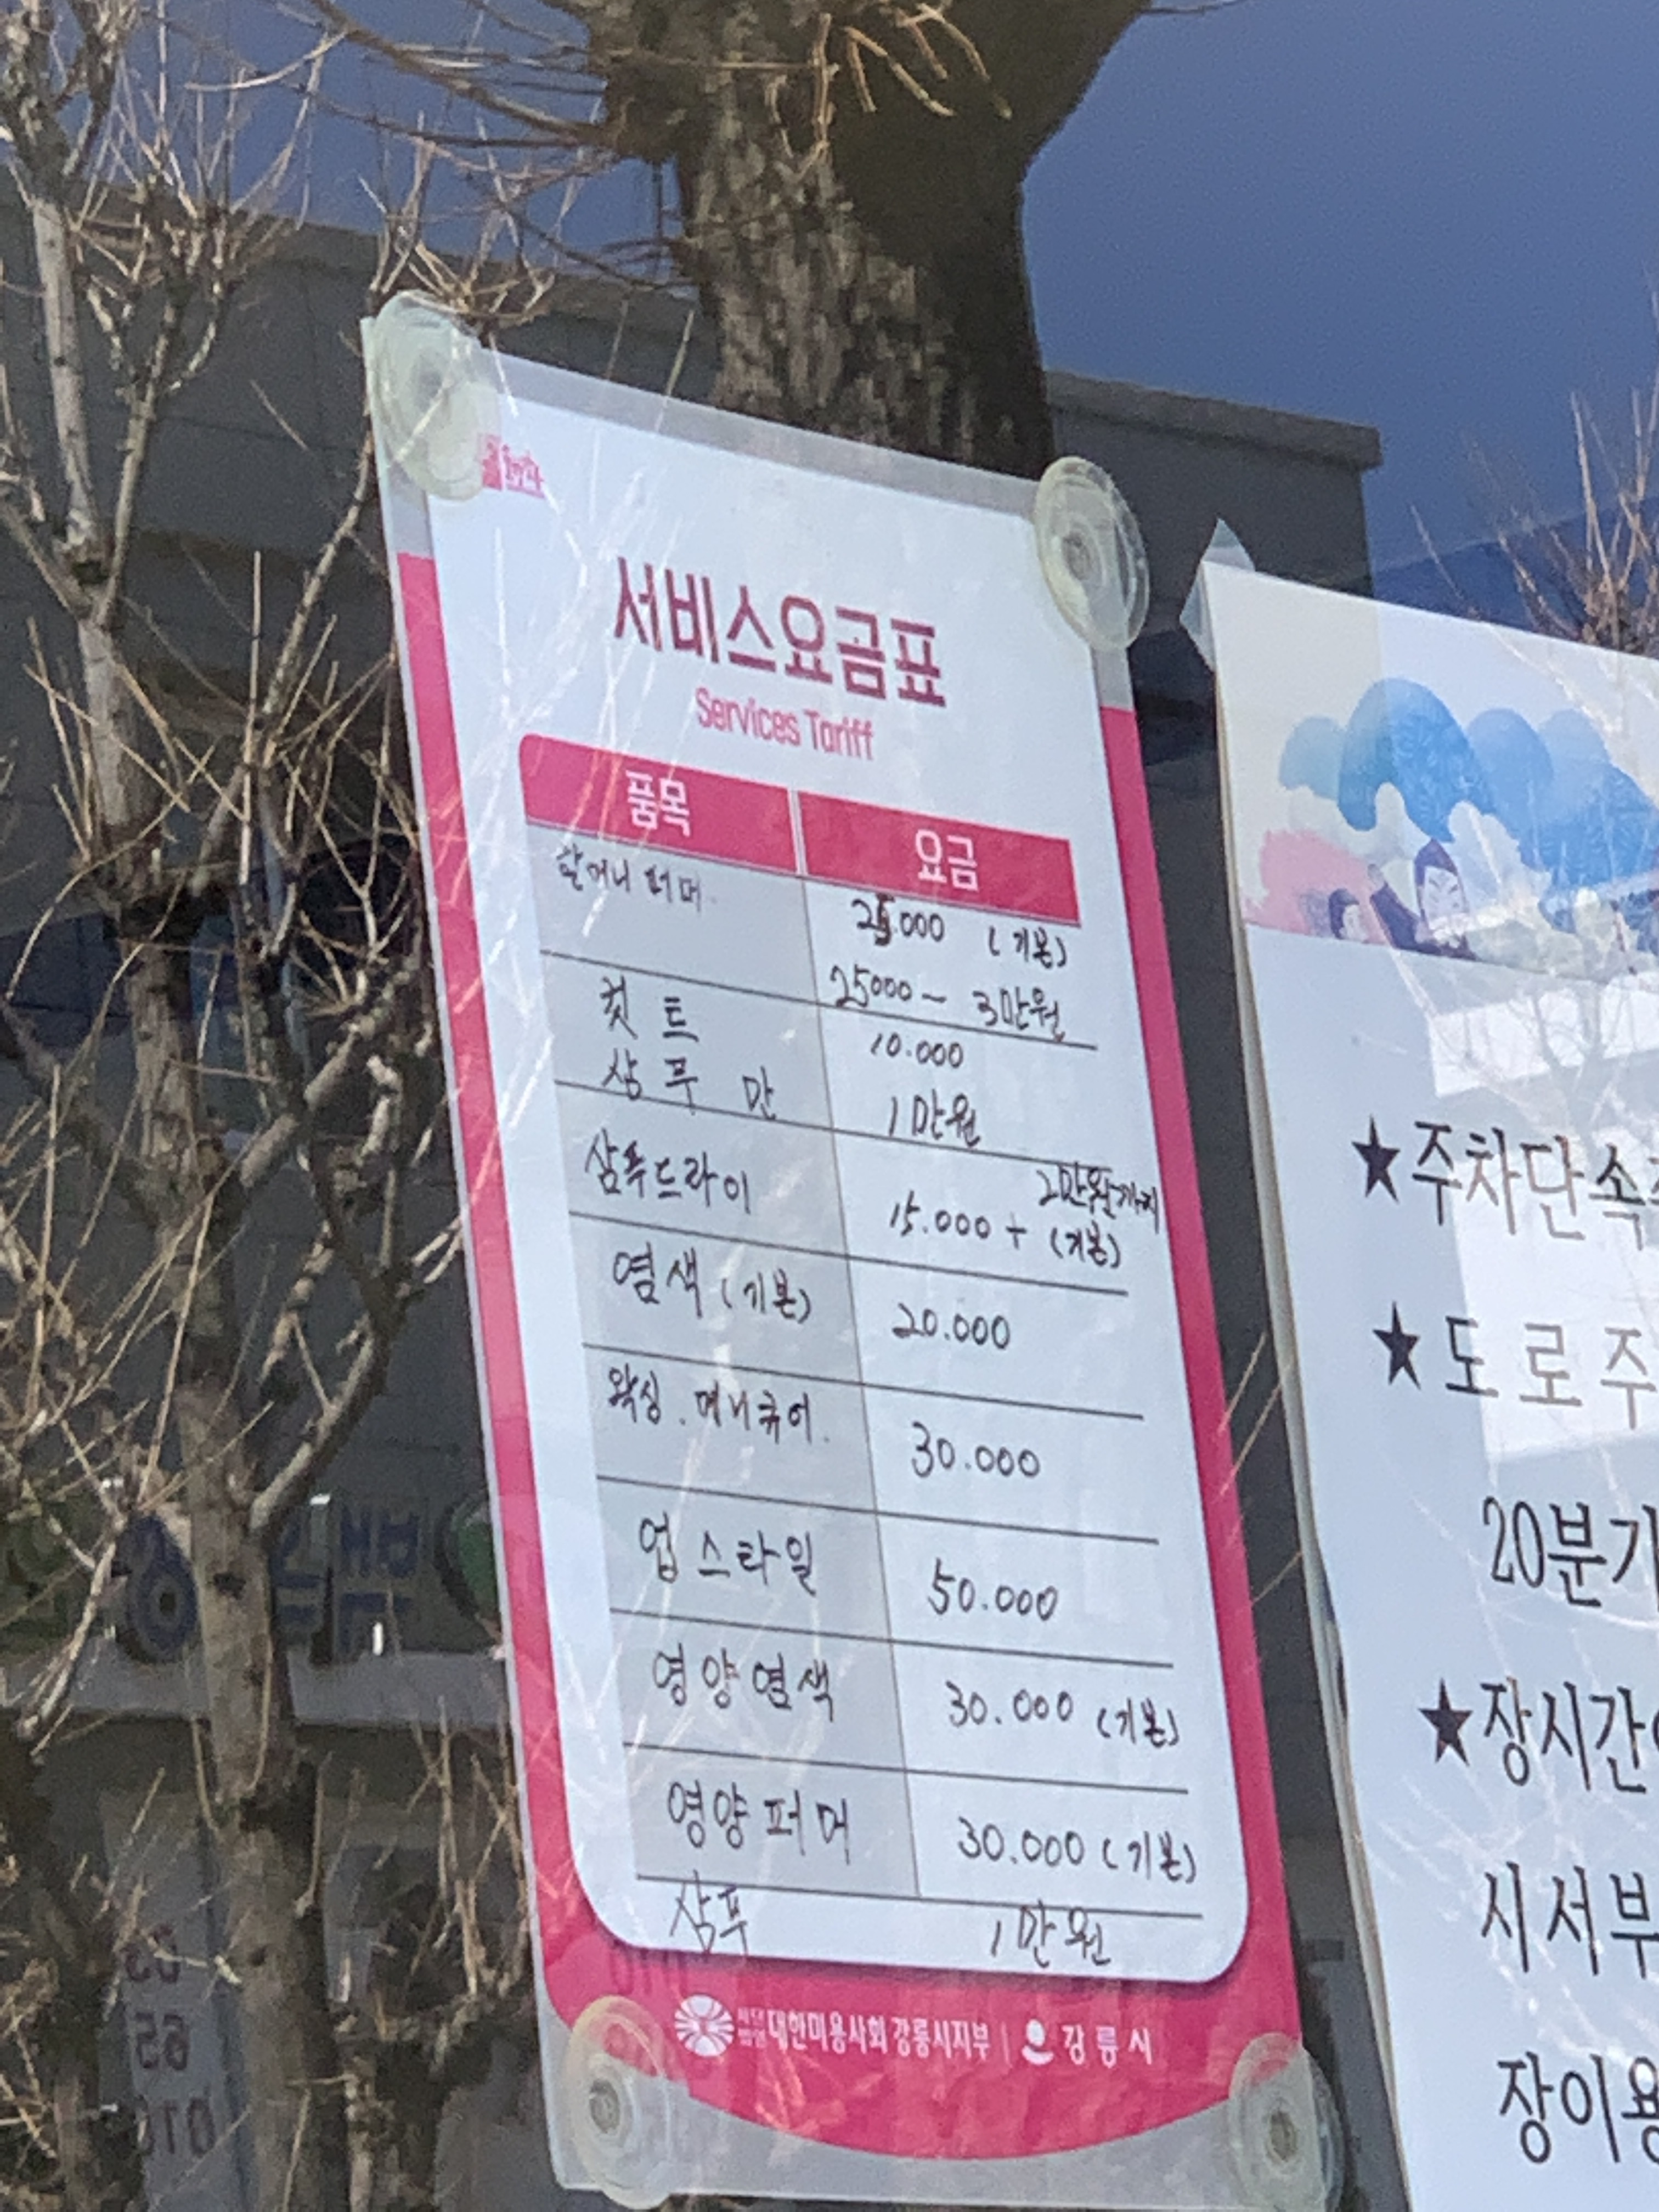 서비스요금표
Services Tariff
품목 요금
할머니 퍼머 25.000 (기본)
25000 ~ 3만원
컷트 10.000
샴푸 만 1만원
2만원까지
샴푸드라이 15.000 + (기본)
염색 (기본) 20.000
왁싱 . 메니큐어. 30.000
업스타일 50.000
영양염색 30.000 (기본)
영양퍼머 30.000 (기본)
샴푸 1만원
사단법인 대한미용사회 강릉시지부 | 강릉시
★주차단속
★도로주
20분
★장시간
시서부
장이용